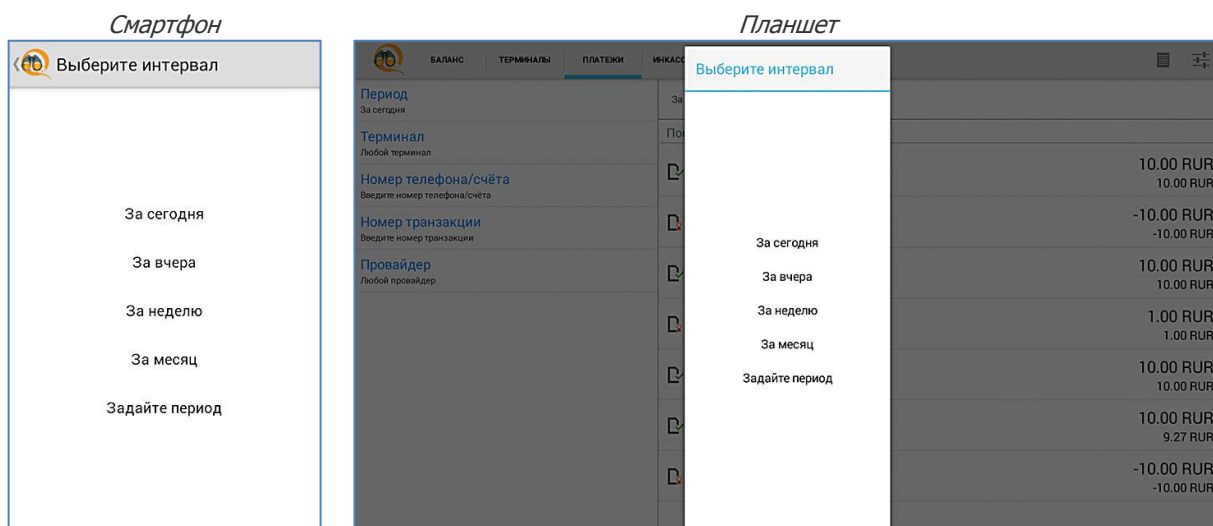 Смартфон
Планшет
Выберите интервал
За сегодня
За вчера
За неделю
За месяц
Задайте период
БАЛАНС
ТЕРМИНАЛЫ
ПЛАТЕЖИ
ИНКАСС
Выберите интервал
Период
За сегодня
Терминал
Любой терминал
Номер телефона/счёта
Введите номер телефона/счёта
Номер транзакции
Введите номер транзакции
Провайдер
Любой провайдер
За
За сегодня
За вчера
За неделю
За месяц
Задайте период
10.00 RUR
10.00 RUR
-10.00 RUR
-10.00 RUR
10.00 RUR
10.00 RUR
1.00 RUR
1.00 RUR
10.00 RUR
10.00 RUR
10.00 RUR
9.27 RUR
-10.00 RUR
-10.00 RUR